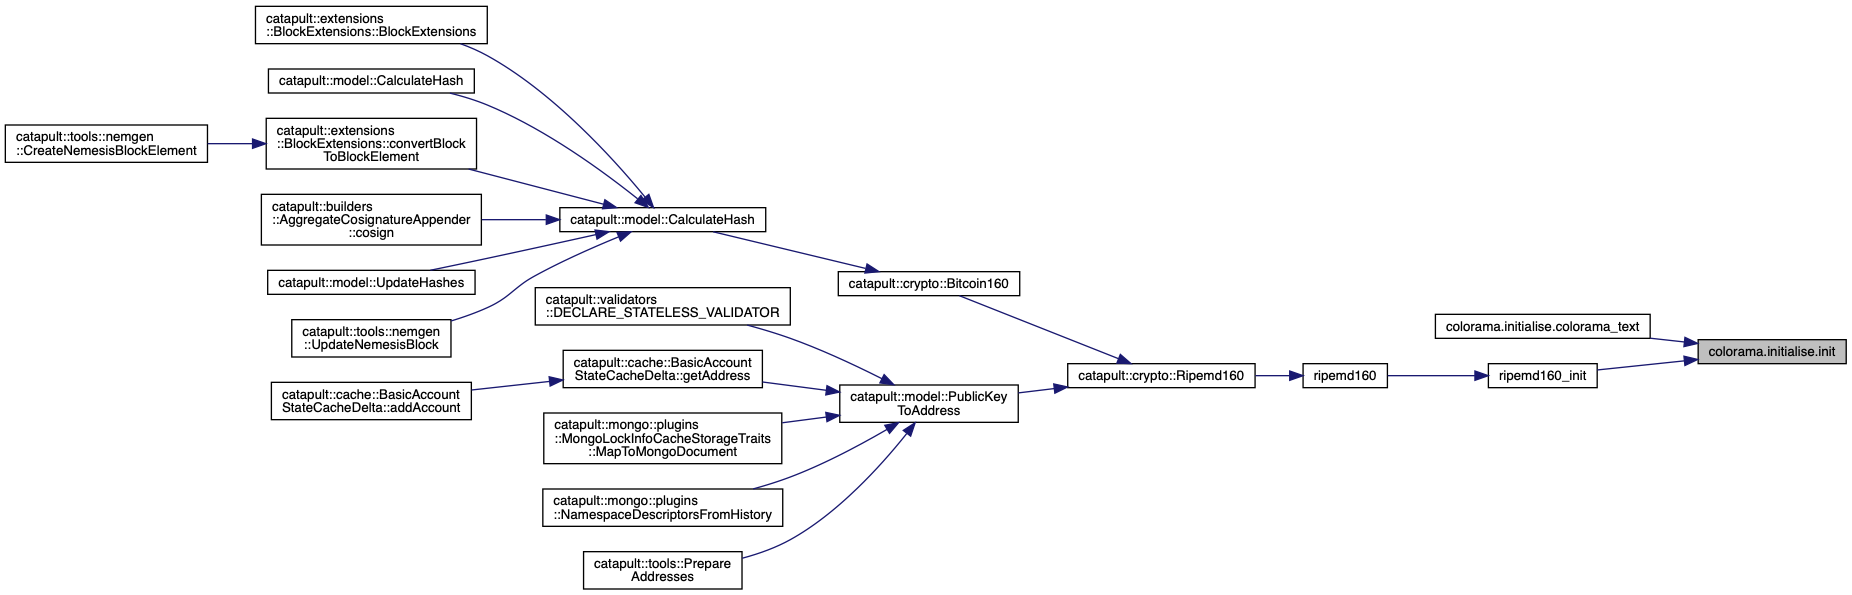 catapult::extensions
::BlockExtensions::BlockExtensions
catapult::model::CalculateHash
catapult::tools::nemgen
::CreateNemesisBlockElement
catapult::extensions
::BlockExtensions::convertBlock
ToBlockElement
catapult::builders
::AggregateCosignatureAppender
::cosign
catapult::model::CalculateHash
catapult::model::UpdateHashes
catapult::crypto::Bitcoin160
catapult::tools::nemgen
::UpdateNemesisBlock
catapult::validators
::DECLARE_STATELESS_VALIDATOR
colorama.initialise.colorama_text
colorama.initialise.init
catapult::cache::BasicAccount
StateCacheDelta::getAddress
catapult::crypto::Ripemd160
ripemd160
ripemd160_init
catapult::cache::BasicAccount
StateCacheDelta::addAccount
catapult::model::PublicKey
ToAddress
catapult::mongo::plugins
::MongoLockInfoCacheStorageTraits
::MapToMongoDocument
catapult::mongo::plugins
::NamespaceDescriptorsFromHistory
catapult::tools::Prepare
Addresses